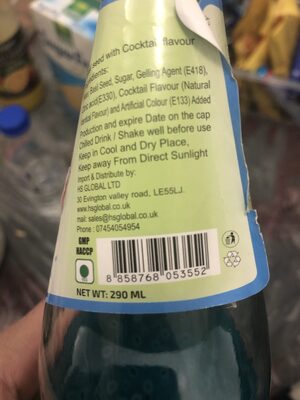 seed with Cocktail flavour
Ingredients:
Basil Seed, Sugar, Gelling Agent (E418),
acid(E330), Cocktail Flavour (Natural
Flavour) and Artificial Colour (E133) Added
Production and expire Date on the cap
Chilled Drink / Shake well before use
Keep in Cool and Dry Place,
Keep away From Direct Sunlight
Import & Distribute by:
HS GLOBAL LTD
30 Evington valley road, LE55LJ.
www.hsglobal.co.uk
mail: sales@hsglobal.co.uk
Phone : 07454054954
GMP
HACCP
8 858768 053552
NET WT: 290 ML